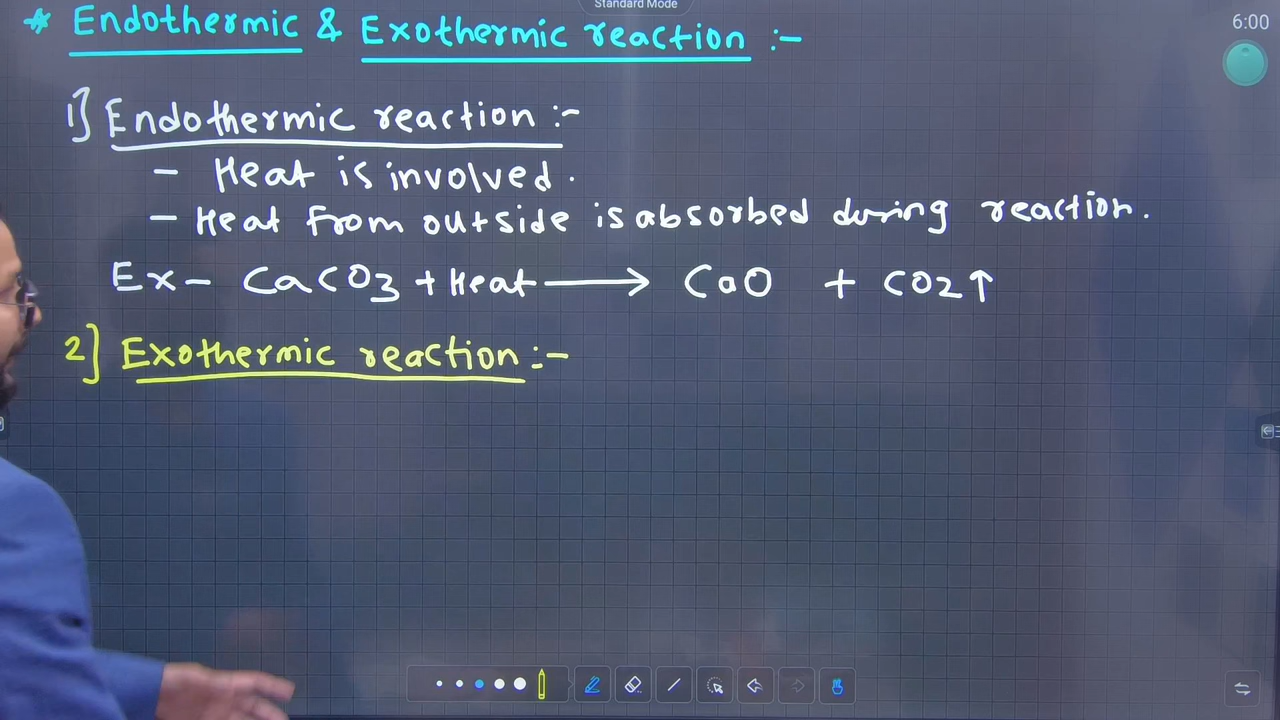 Standard Mode
6:00
* Endothermic & Exothermic reaction :-
1] Endothermic reaction :-
- Heat is involved.
- Heat from outside is absorbed during reaction.
Ex- CaCO3 + Heat ⟶ CaO + CO2↑
2] Exothermic reaction :-